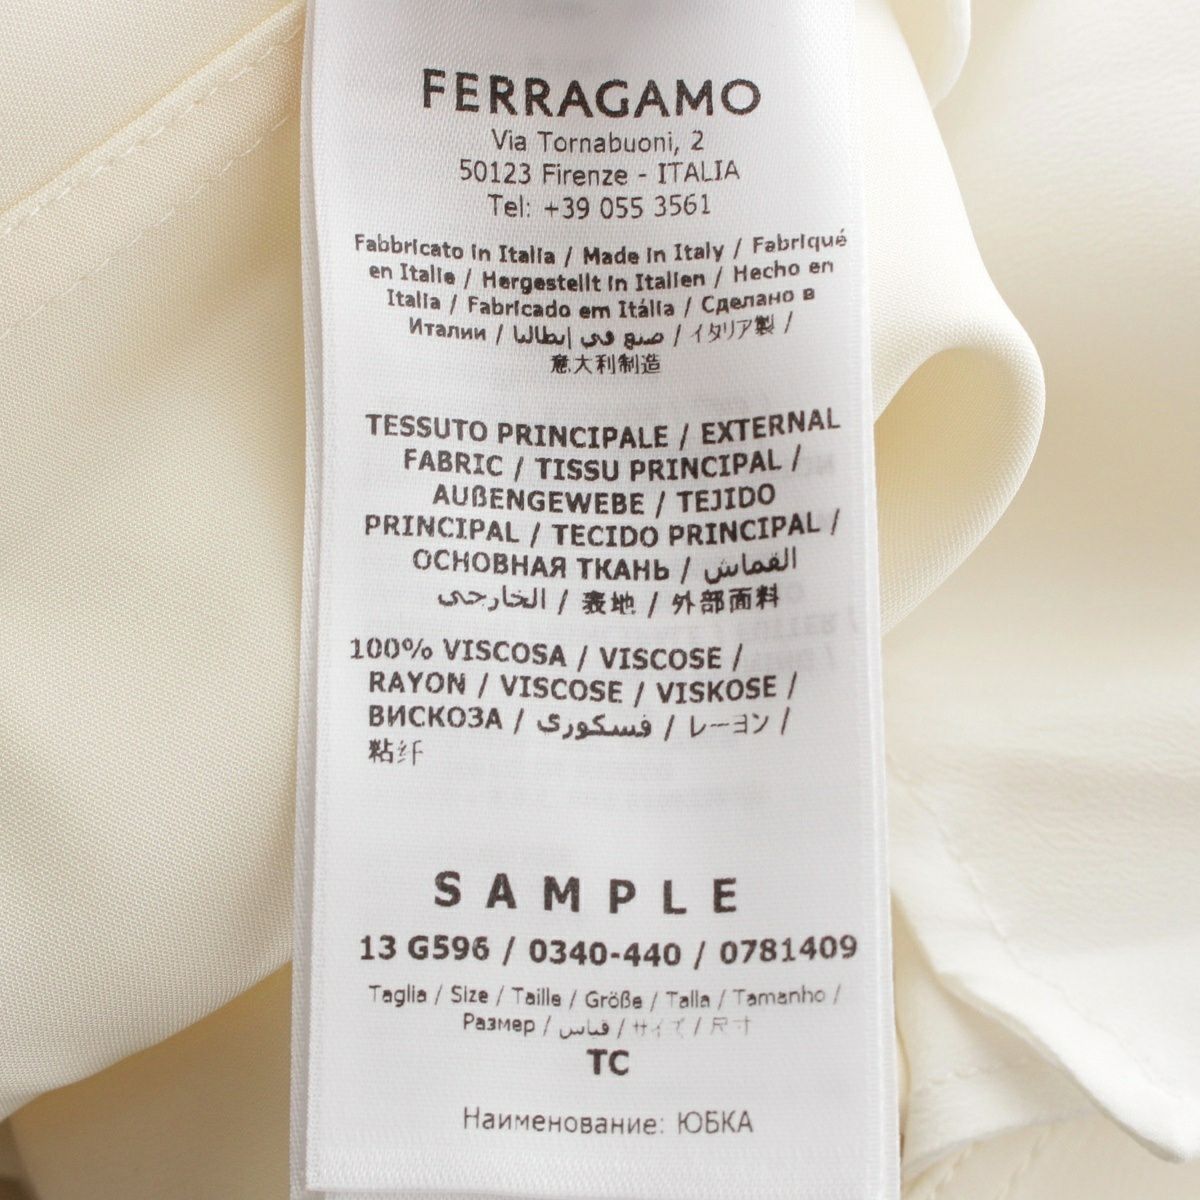 FERRAGAMO
Via Tornabuoni, 2
50123 Firenze - ITALIA
Tel: +39 055 3561
Fabbricato in Italia / Made in Italy / Fabriqué
en Italie / Hergestellt in Italien / Hecho en
Italia / Fabricado em Itália / Сделано в
Италии / صنع في إيطاليا / イタリア製 /
意大利制造
TESSUTO PRINCIPALE / EXTERNAL
FABRIC / TISSU PRINCIPAL /
AUßENGEWEBE / TEJIDO
PRINCIPAL / TECIDO PRINCIPAL /
ОСНОВНАЯ ТКАНЬ / القماش
الخارجي / 表地 / 外部面料
100% VISCOSA / VISCOSE /
RAYON / VISCOSE / VISKOSE /
ВИСКОЗА / فسكوري / レーヨン /
粘纤
SAMPLE
13 G596 / 0340-440 / 0781409
Taglia / Size / Taille / Größe / Talla / Tamanho /
Размер / قياس / サイズ / 尺寸
TC
Наименование: ЮБКА